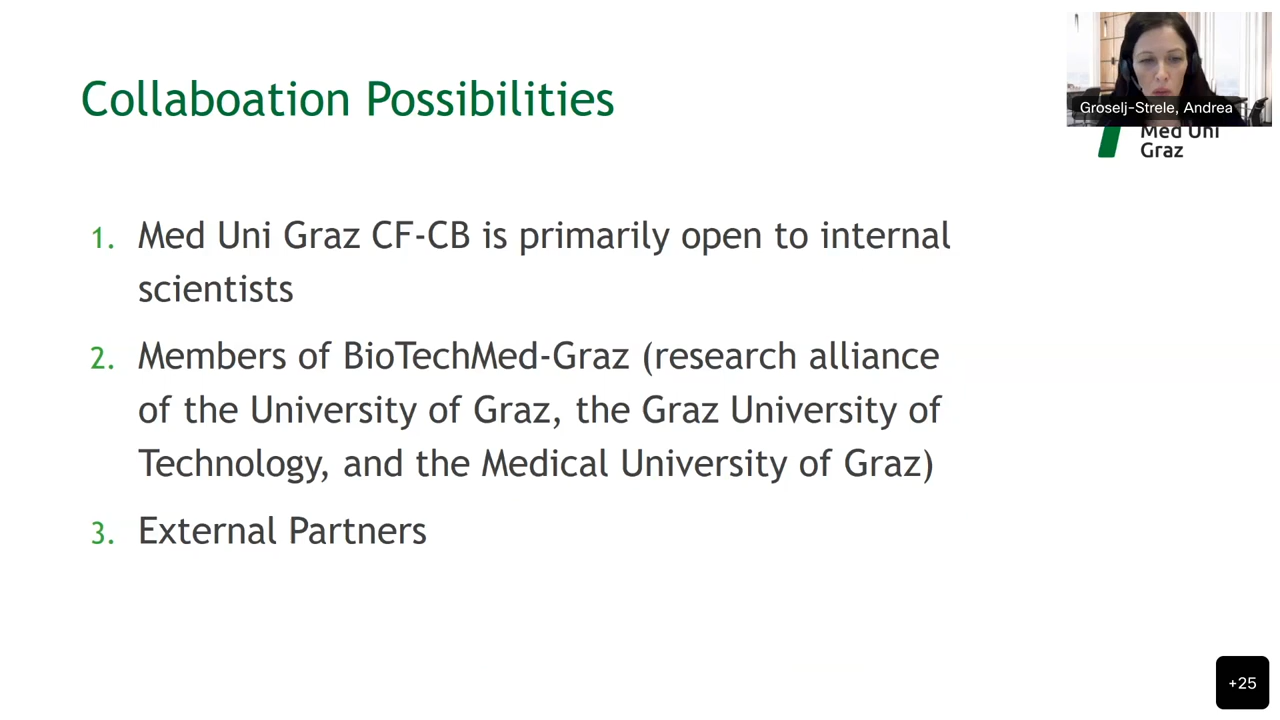 Collaboation Possibilities
Groselj-Strele, Andrea
Med Uni
Graz
1. Med Uni Graz CF-CB is primarily open to internal
scientists
2. Members of BioTechMed-Graz (research alliance
of the University of Graz, the Graz University of
Technology, and the Medical University of Graz)
3. External Partners
+25